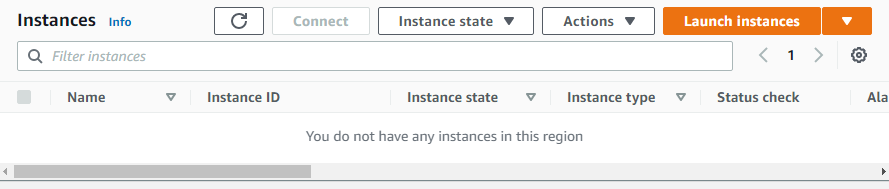 Instances Info Connect Instance state Actions Launch instances
Filter instances 1
Name Instance ID Instance state Instance type Status check Ala
You do not have any instances in this region